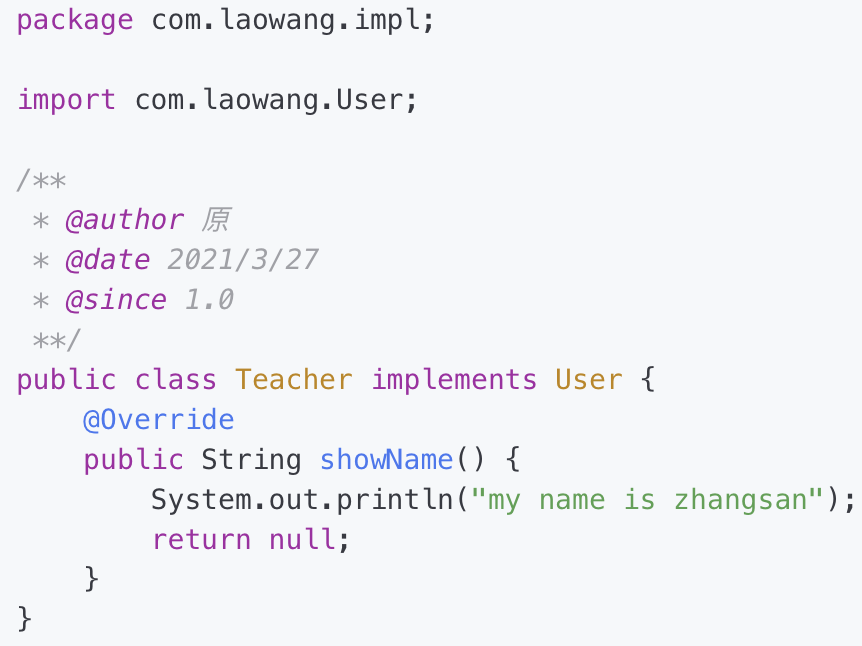 package com.laowang.impl;

import com.laowang.User;

/**
 * @author 原
 * @date 2021/3/27
 * @since 1.0
 **/
public class Teacher implements User {
    @Override
    public String showName() {
        System.out.println("my name is zhangsan");
        return null;
    }
}